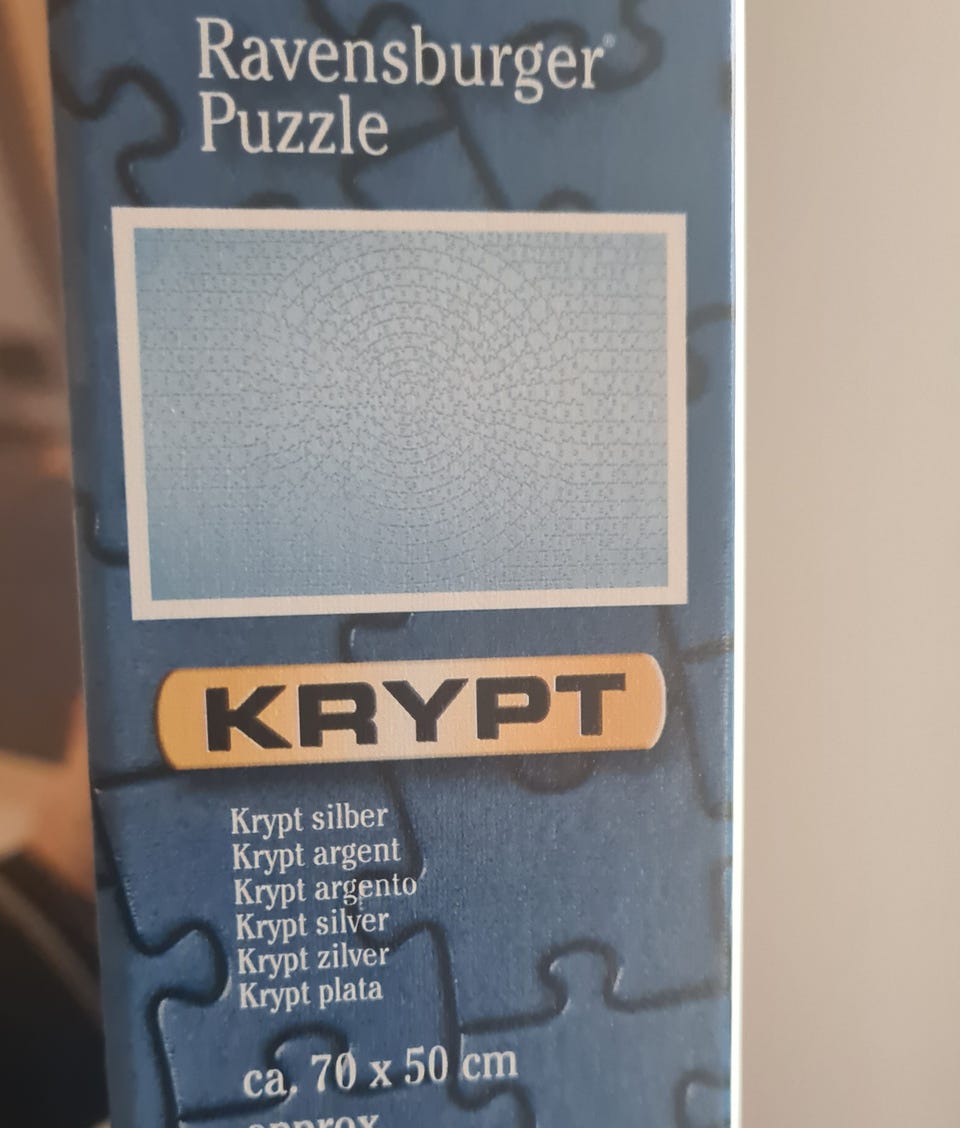 Ravensburger®
Puzzle
KRYPT
Krypt silber
Krypt argent
Krypt argento
Krypt silver
Krypt zilver
Krypt plata
ca. 70 x 50 cm
approx